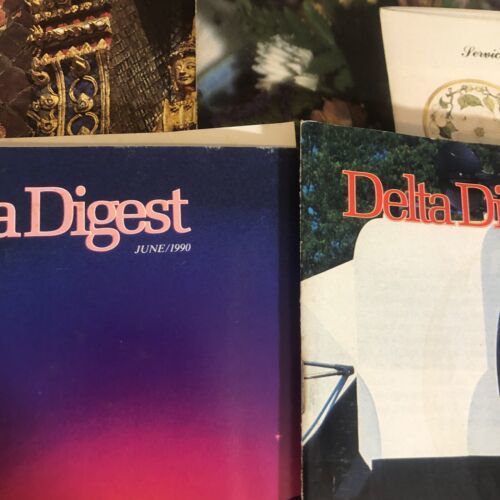 Servic
a Digest
JUNE/1990
Delta Di